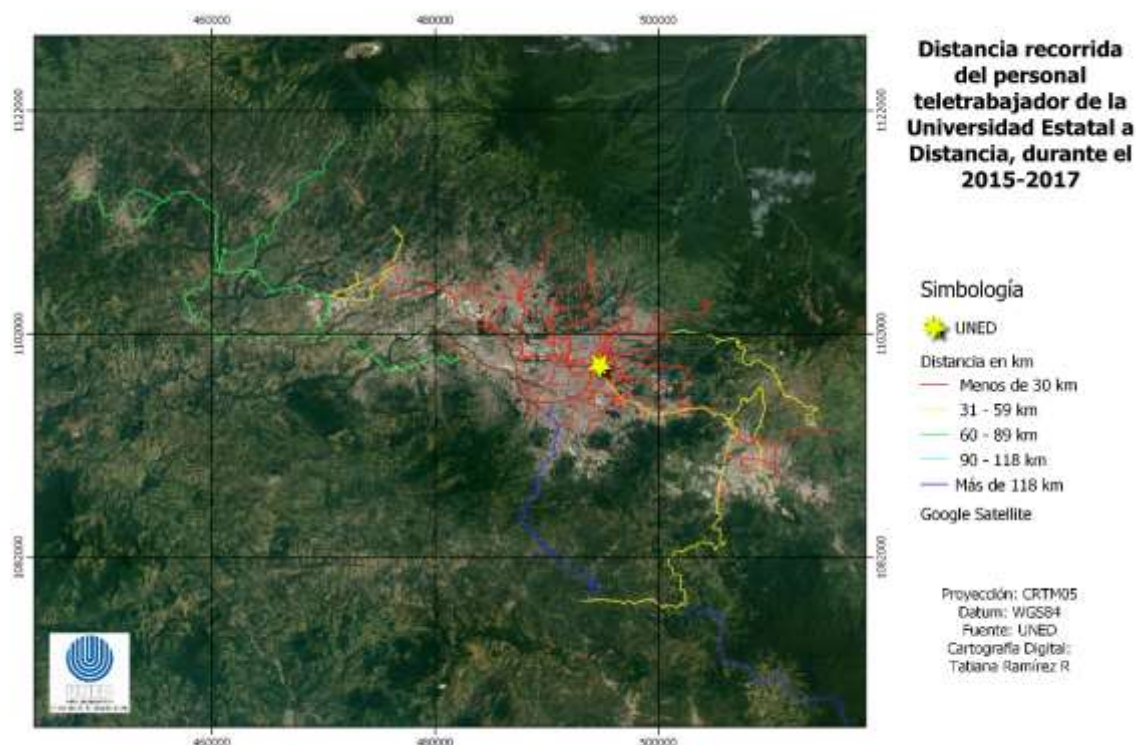 460000 480000 500000
Distancia recorrida
del personal
teletrabajador de la
Universidad Estatal a
Distancia, durante el
2015-2017
1122000 1122000
1102000 1102000
1082000 1082000
Simbología
UNED
Distancia en km
Menos de 30 km
31 - 59 km
60 - 89 km
90 - 118 km
Más de 118 km
Google Satellite
Proyección: CRTM05
Datum: WGS84
Fuente: UNED
Cartografía Digital:
Tatiana Ramírez R
460000 480000 500000